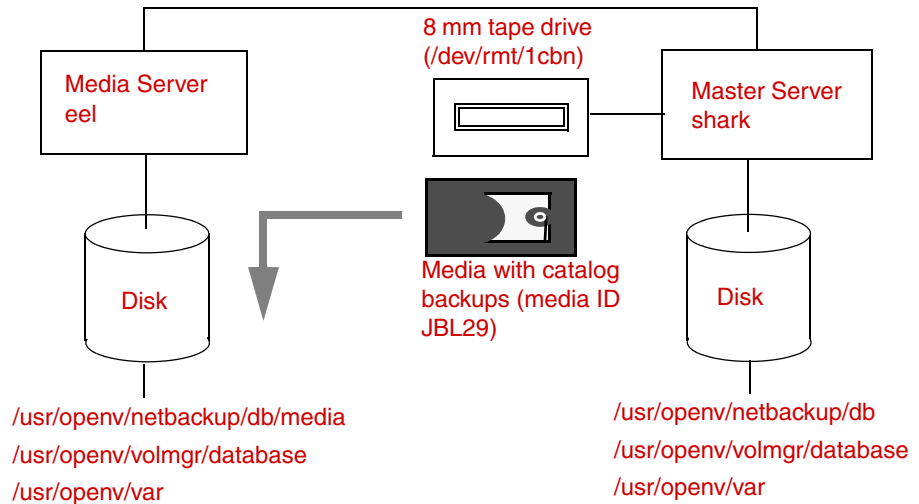 8 mm tape drive
(/dev/rmt/1cbn)
Media Server
eel
Master Server
shark
Media with catalog
backups (media ID
JBL29)
Disk
Disk
/usr/openv/netbackup/db/media
/usr/openv/volmgr/database
/usr/openv/var
/usr/openv/netbackup/db
/usr/openv/volmgr/database
/usr/openv/var